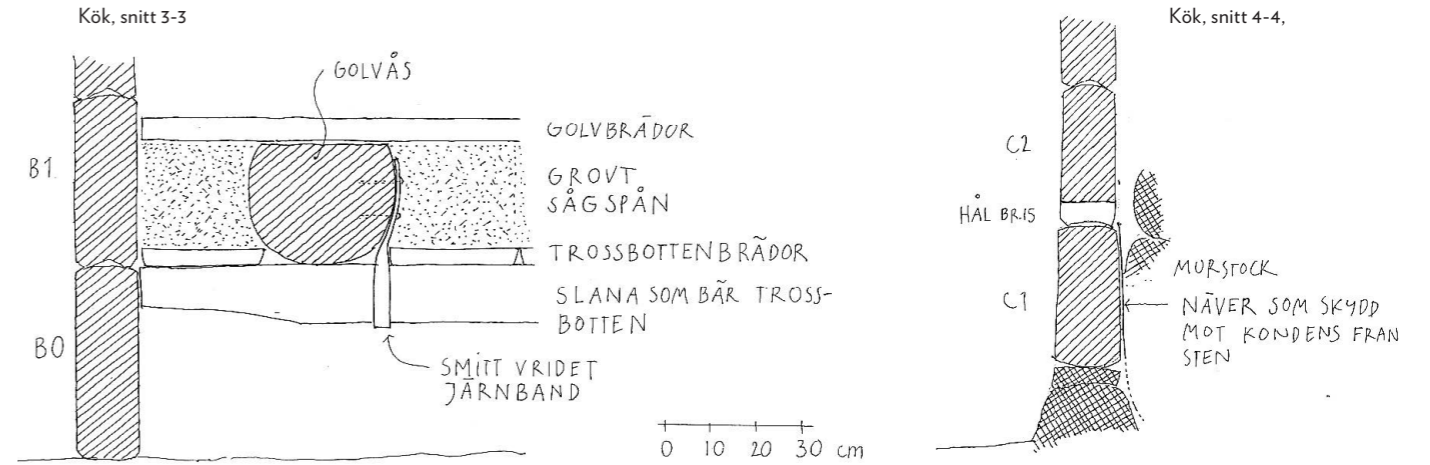 Kök, snitt 3-3
GOLVÅS
GOLVBRÄDOR
B1
GROVT
SÅGSPÅN
TROSSBOTTENBRÄDOR
SLANA SOM BÄR TROSS-
BOTTEN
B0
SMITT VRIDET
JÄRNBAND
0 10 20 30 cm
Kök, snitt 4-4,
C2
HÅL BR.15
MURSTOCK
C1
NÄVER SOM SKYDD
MOT KONDENS FRAN
STEN